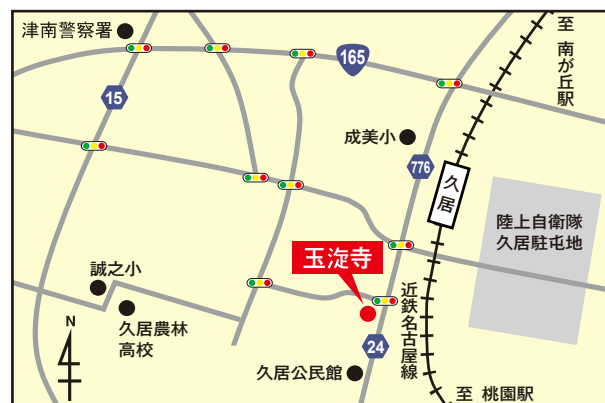 津南警察署
165
至 南が丘駅
15
成美小
776
久居
陸上自衛隊
久居駐屯地
玉淀寺
誠之小
久居農林
高校
近鉄名古屋線
N
24
久居公民館
至 桃園駅